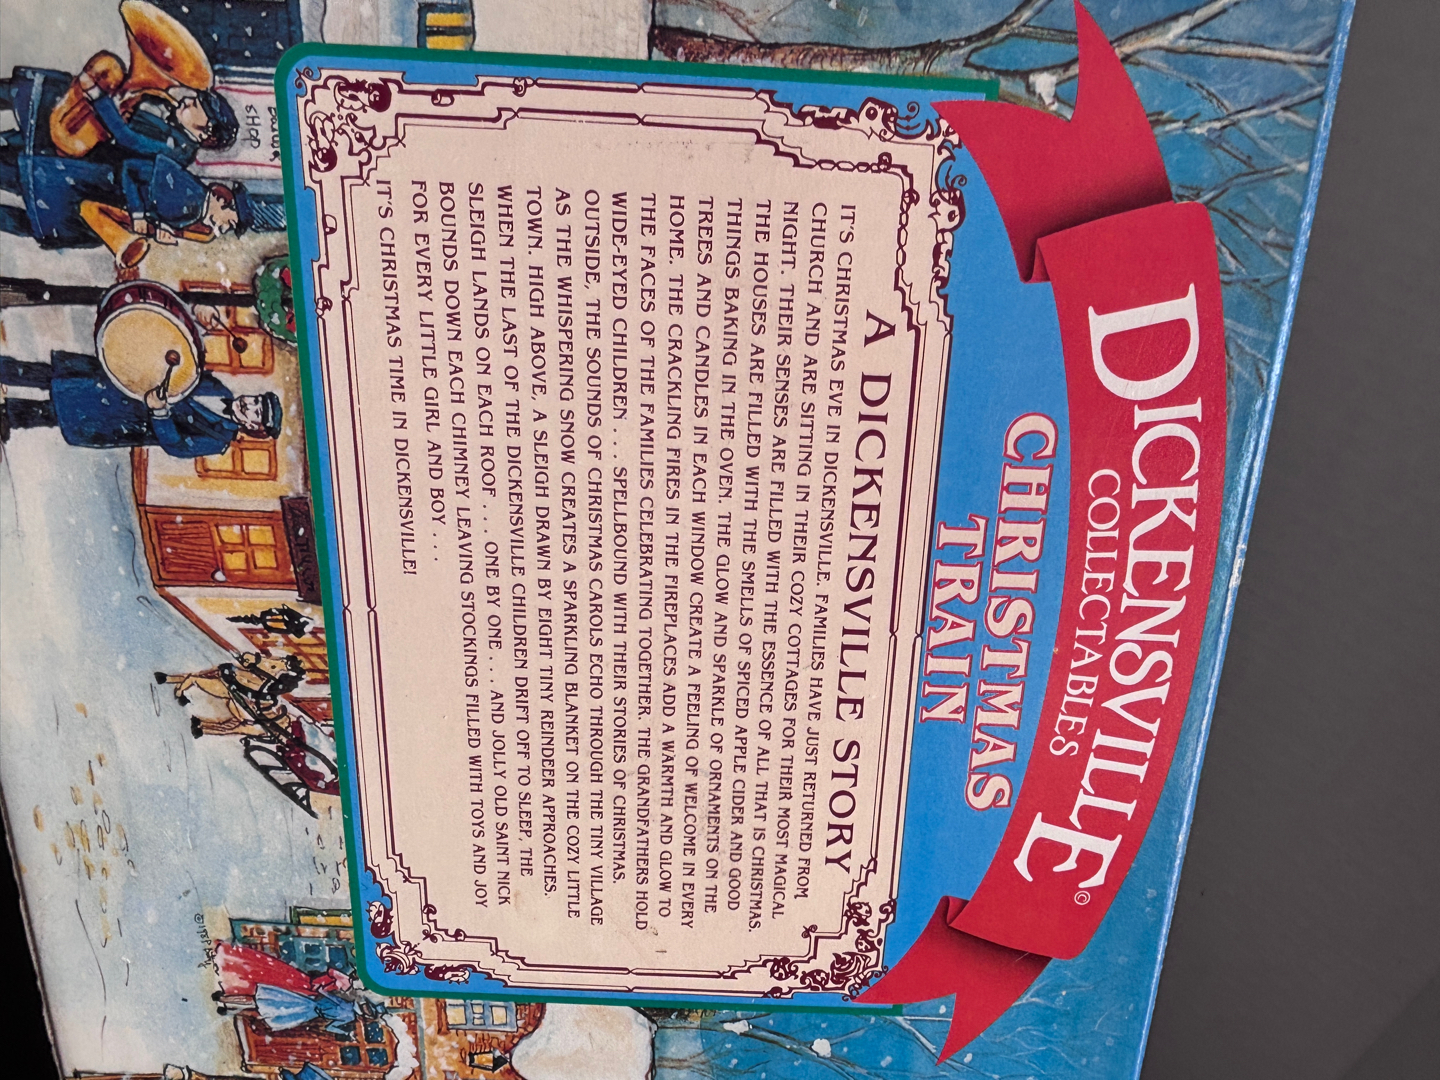 DICKENSVILLE©
COLLECTABLES
CHRISTMAS
TRAIN
A DICKENSVILLE STORY
IT'S CHRISTMAS EVE IN DICKENSVILLE. FAMILIES HAVE JUST RETURNED FROM
CHURCH AND ARE SITTING IN THEIR COZY COTTAGES FOR THEIR MOST MAGICAL
NIGHT. THEIR SENSES ARE FILLED WITH THE ESSENCE OF ALL THAT IS CHRISTMAS.
THE HOUSES ARE FILLED WITH THE SMELLS OF SPICED APPLE CIDER AND GOOD
THINGS BAKING IN THE OVEN. THE GLOW AND SPARKLE OF ORNAMENTS ON THE
TREES AND CANDLES IN EACH WINDOW CREATE A FEELING OF WELCOME IN EVERY
HOME. THE CRACKLING FIRES IN THE FIREPLACES ADD A WARMTH AND GLOW TO
THE FACES OF THE FAMILIES CELEBRATING TOGETHER. THE GRANDFATHERS HOLD
WIDE-EYED CHILDREN . . . SPELLBOUND WITH THEIR STORIES OF CHRISTMAS.
OUTSIDE, THE SOUNDS OF CHRISTMAS CAROLS ECHO THROUGH THE TINY VILLAGE
AS THE WHISPERING SNOW CREATES A SPARKLING BLANKET ON THE COZY LITTLE
TOWN. HIGH ABOVE, A SLEIGH DRAWN BY EIGHT TINY REINDEER APPROACHES.
WHEN THE LAST OF THE DICKENSVILLE CHILDREN DRIFT OFF TO SLEEP, THE
SLEIGH LANDS ON EACH ROOF . . . . ONE BY ONE . . . AND JOLLY OLD SAINT NICK
BOUNDS DOWN EACH CHIMNEY LEAVING STOCKINGS FILLED WITH TOYS AND JOY
FOR EVERY LITTLE GIRL AND BOY . . . .
IT'S CHRISTMAS TIME IN DICKENSVILLE!
SHOP